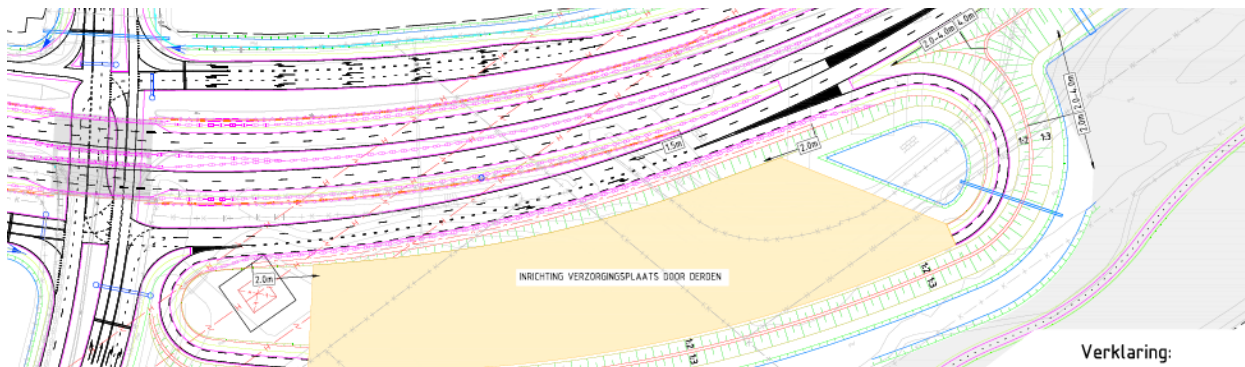 2.0-4.0m
4.0m
2.0m
2.0-4.0m
1:2
1:3
1.5m
2.0m
2.0m
INRICHTING VERZORGINGSPLAATS DOOR DERDEN
1:2
1:3
1:2
1:3
Verklaring: